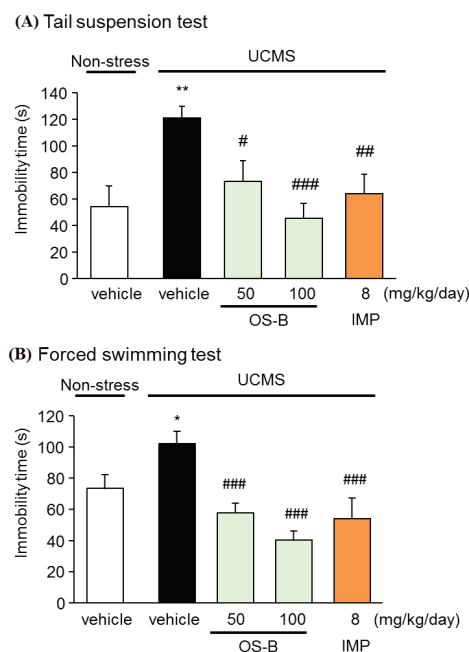 (A) Tail suspension test
Non-stress UCMS
Immobility time (s)
140
120
100
80
60
40
20
0
**
#
###
##
vehicle vehicle 50 100 8 (mg/kg/day)
OS-B IMP
(B) Forced swimming test
Non-stress UCMS
Immobility time (s)
120
100
80
60
40
20
0
*
###
###
###
vehicle vehicle 50 100 8 (mg/kg/day)
OS-B IMP